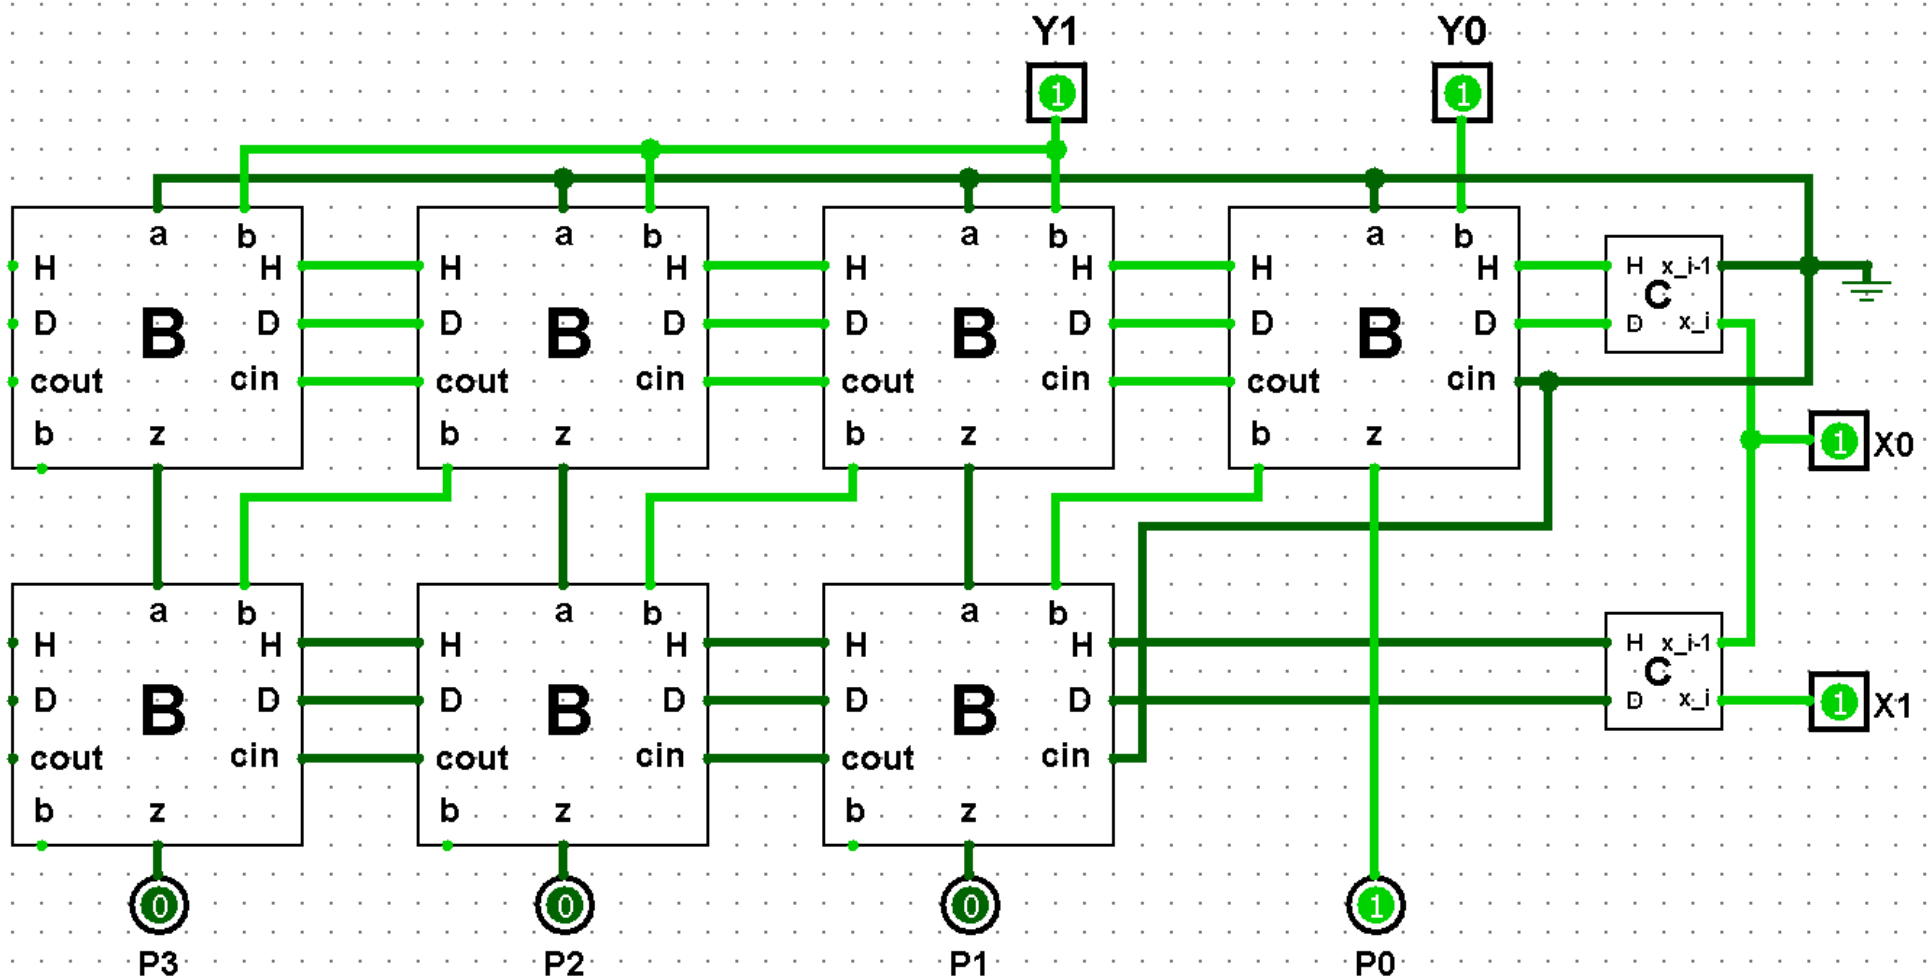 Y1 Y0
1 1
a b a b a b a b
H H H H H H H H H x_i-1
B B B B C
D D D D D D D D D x_i
cout cin cout cin cout cin cout cin
b z b z b z b z
1 X0
a b a b a b
H H H H H H H x_i-1
B B B C
D D D D D D D x_i
1 X1
cout cin cout cin cout cin
b z b z b z
0 0 0 1
P3 P2 P1 P0